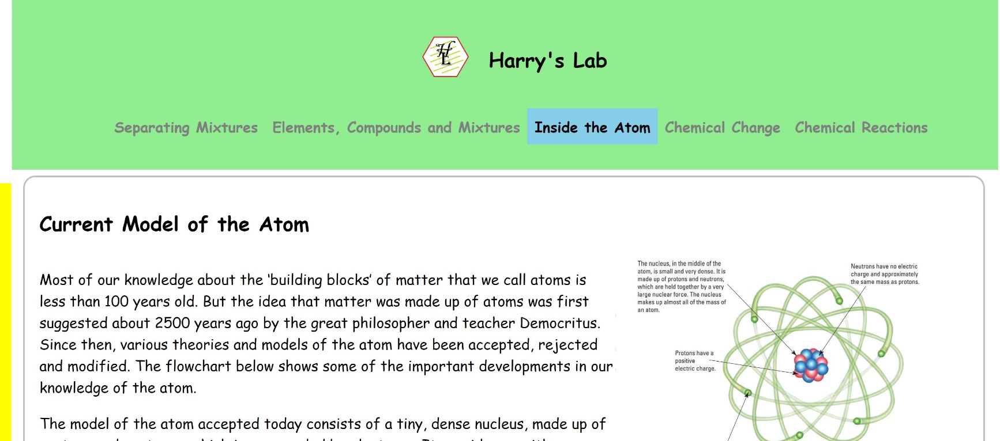 HL
Harry's Lab
Separating Mixtures Elements, Compounds and Mixtures Inside the Atom Chemical Change Chemical Reactions
Current Model of the Atom
Most of our knowledge about the ‘building blocks’ of matter that we call atoms is
less than 100 years old. But the idea that matter was made up of atoms was first
suggested about 2500 years ago by the great philosopher and teacher Democritus.
Since then, various theories and models of the atom have been accepted, rejected
and modified. The flowchart below shows some of the important developments in our
knowledge of the atom.
The model of the atom accepted today consists of a tiny, dense nucleus, made up of
The nucleus, in the middle of the
atom, is small and very dense. It is
made up of protons and neutrons,
which are held together by a very
large nuclear force. The nucleus
makes up almost all of the mass of
an atom.
Neutrons have no electric
charge and approximately
the same mass as protons.
Protons have a
positive
electric charge.